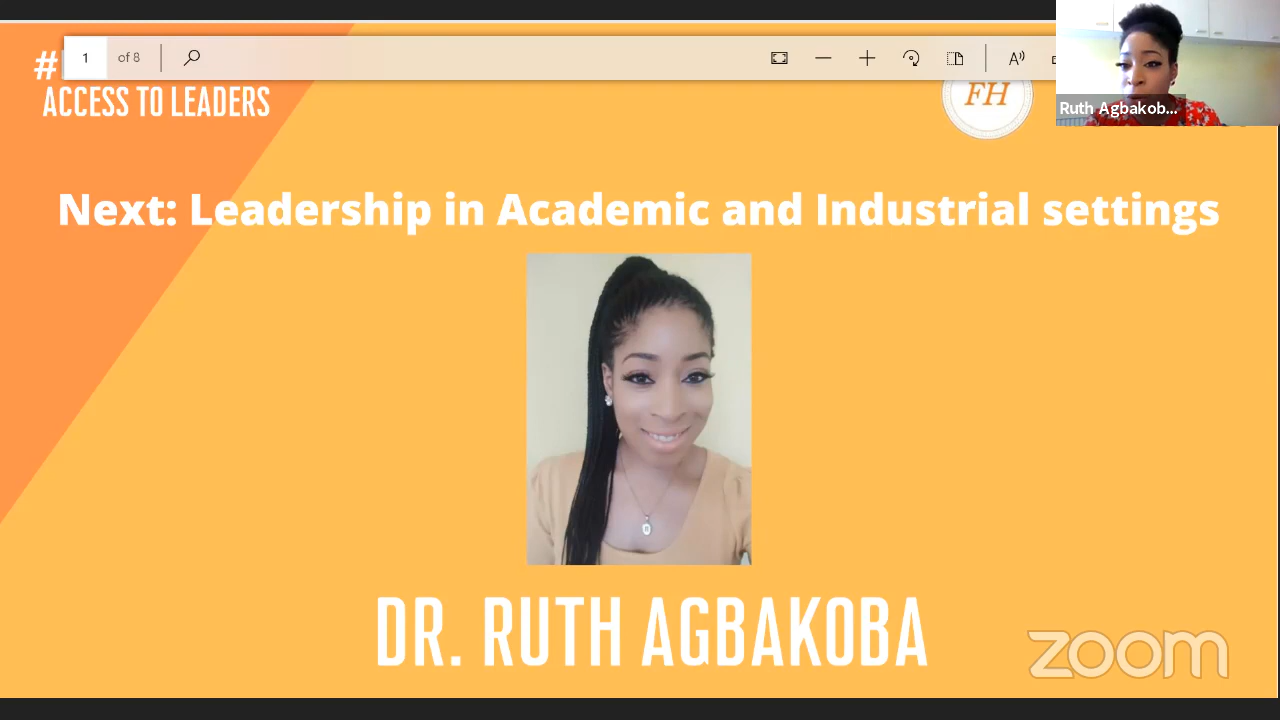 1 of 8
#
ACCESS TO LEADERS
FH
Ruth Agbakob...
Next: Leadership in Academic and Industrial settings
DR. RUTH AGBAKOBA
zoom